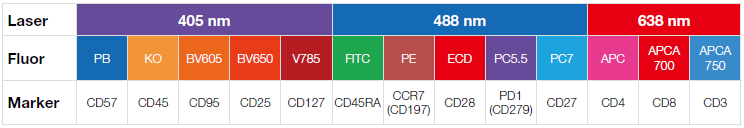 Laser 405 nm 488 nm 638 nm
Fluor PB KO BV605 BV650 V785 FITC PE ECD PC5.5 PC7 APC APCA 700 APCA 750
Marker CD57 CD45 CD95 CD25 CD127 CD45RA CCR7 (CD197) CD28 PD1 (CD279) CD27 CD4 CD8 CD3